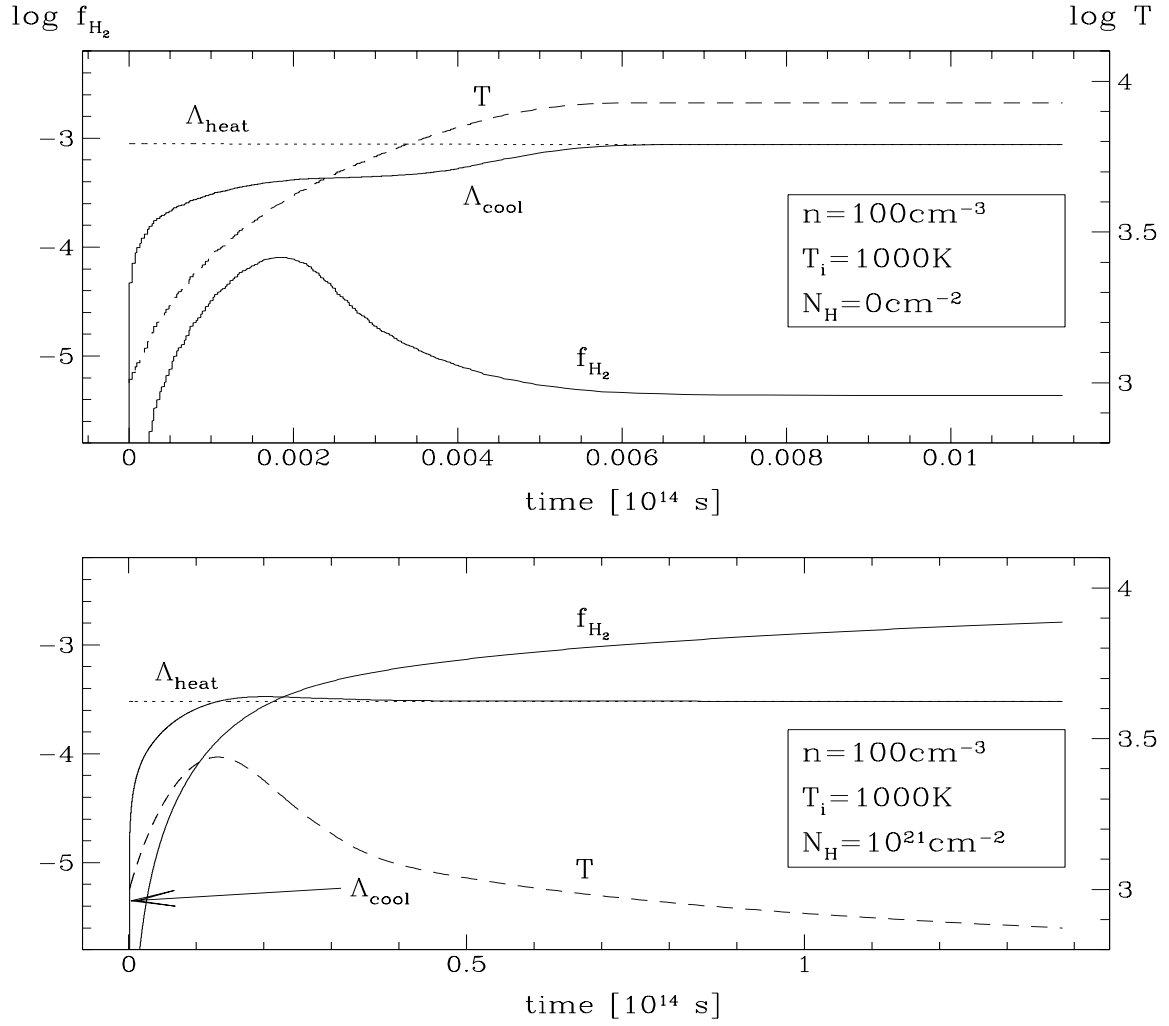 log f_H₂ log T
T
Λ_heat
Λ_cool
f_H₂
n=100cm⁻³
T_i=1000K
N_H=0cm⁻²
−3
−4
−5
4
3.5
3
0 0.002 0.004 0.006 0.008 0.01
time [10¹⁴ s]
f_H₂
Λ_heat
T
Λ_cool
n=100cm⁻³
T_i=1000K
N_H=10²¹cm⁻²
−3
−4
−5
4
3.5
3
0 0.5 1
time [10¹⁴ s]